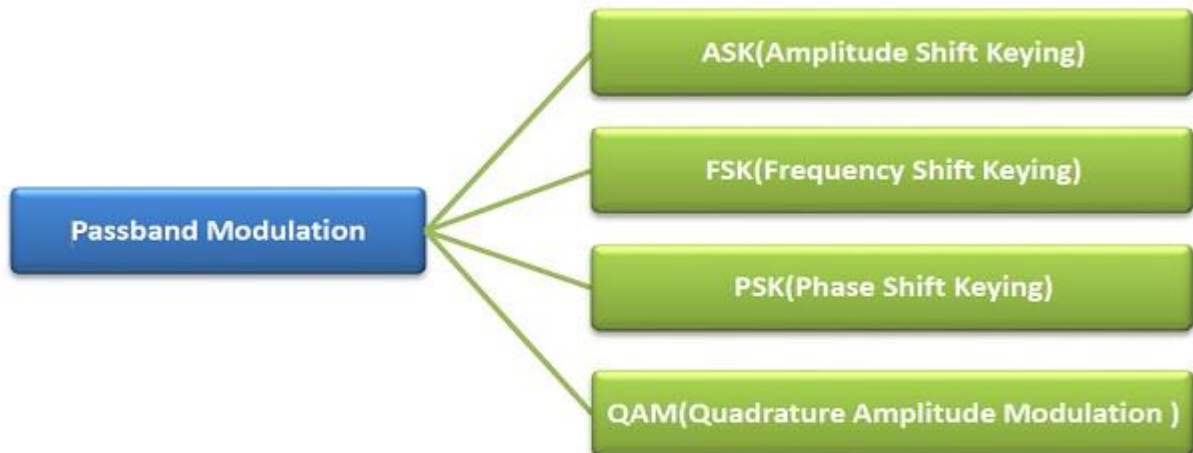 ASK(Amplitude Shift Keying)
FSK(Frequency Shift Keying)
Passband Modulation
PSK(Phase Shift Keying)
QAM(Quadrature Amplitude Modulation )